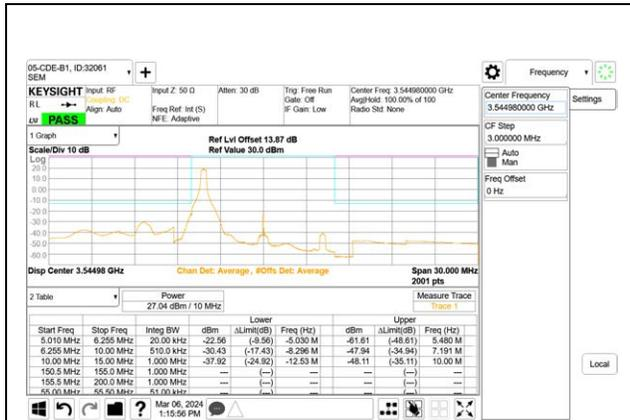 05-CDE-B1, ID:32061
SEM
Frequency
KEYSIGHT Input: RF Input Z: 50 Ω Atten: 30 dB Trig: Free Run Center Freq: 3.544980000 GHz
RL Coupling: DC Gate: Off Avg|Hold: 100.00% of 100
Align: Auto Freq Ref: Int (S) IF Gain: Low Radio Std: None
NFE: Adaptive
LW PASS
Center Frequency
3.544980000 GHz
Settings
CF Step
3.000000 MHz
Auto
Man
Freq Offset
0 Hz
1 Graph
Ref Lvl Offset 13.87 dB
Scale/Div 10 dB Ref Value 30.0 dBm
Log
20.0
10.0
0.00
-10.0
-20.0
-30.0
-40.0
-50.0
-60.0
Disp Center 3.54498 GHz Chan Det: Average , #Offs Det: Average Span 30.000 MHz
2001 pts
2 Table Power Measure Trace
27.04 dBm / 10 MHz Trace 1
Lower Upper
Start Freq Stop Freq Integ BW dBm ΔLimit(dB) Freq (Hz) dBm ΔLimit(dB) Freq (Hz)
5.010 MHz 6.255 MHz 20.00 kHz -22.56 (-9.56) -5.030 M -61.61 (-48.61) 5.480 M
6.255 MHz 10.00 MHz 510.0 kHz -30.43 (-17.43) -8.296 M -47.94 (-34.94) 7.191 M
10.00 MHz 15.00 MHz 1.000 MHz -37.92 (-24.92) -12.53 M -48.11 (-35.11) 10.00 M
150.5 MHz 155.0 MHz 1.000 MHz --- (---) --- --- (---) ---
155.5 MHz 200.0 MHz 1.000 MHz --- (---) --- --- (---) ---
55.00 MHz 55.50 MHz 51.00 kHz --- (---) --- --- (---) ---
Local
Mar 06, 2024
1:15:56 PM